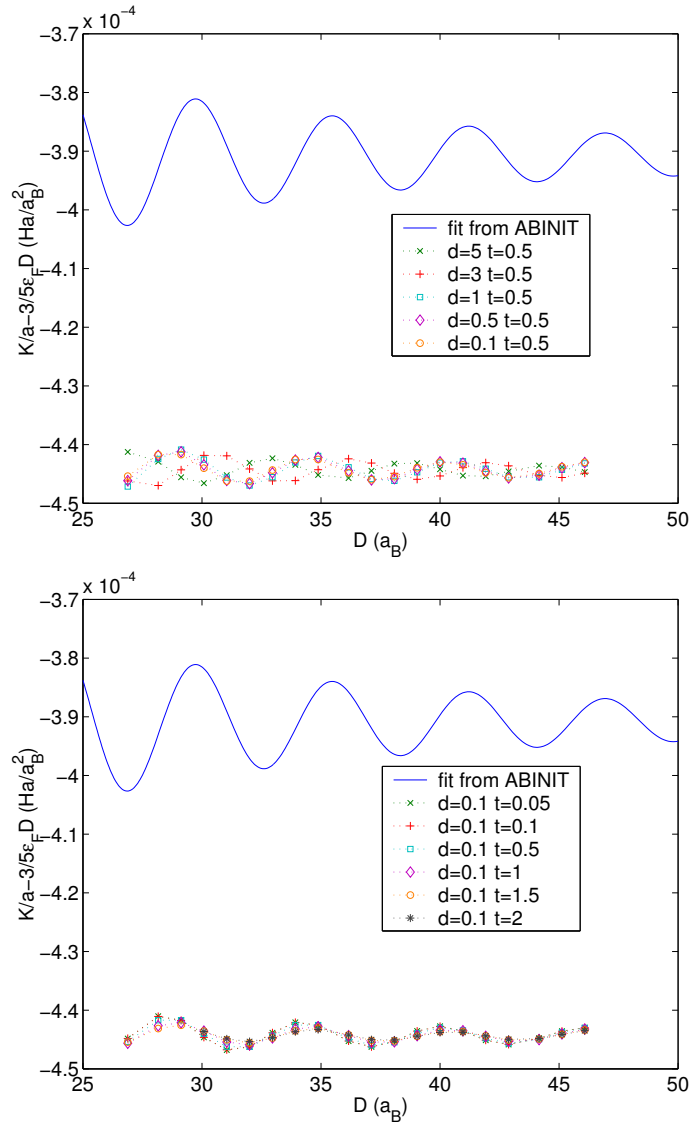 x 10⁻⁴
−3.7
−3.8
−3.9
−4
−4.1
−4.2
−4.3
−4.4
−4.5
K/a−3/5ε_F D (Ha/a_B²)
fit from ABINIT
d=5 t=0.5
d=3 t=0.5
d=1 t=0.5
d=0.5 t=0.5
d=0.1 t=0.5
25 30 35 40 45 50
D (a_B)
x 10⁻⁴
−3.7
−3.8
−3.9
−4
−4.1
−4.2
−4.3
−4.4
−4.5
K/a−3/5ε_F D (Ha/a_B²)
fit from ABINIT
d=0.1 t=0.05
d=0.1 t=0.1
d=0.1 t=0.5
d=0.1 t=1
d=0.1 t=1.5
d=0.1 t=2
25 30 35 40 45 50
D (a_B)